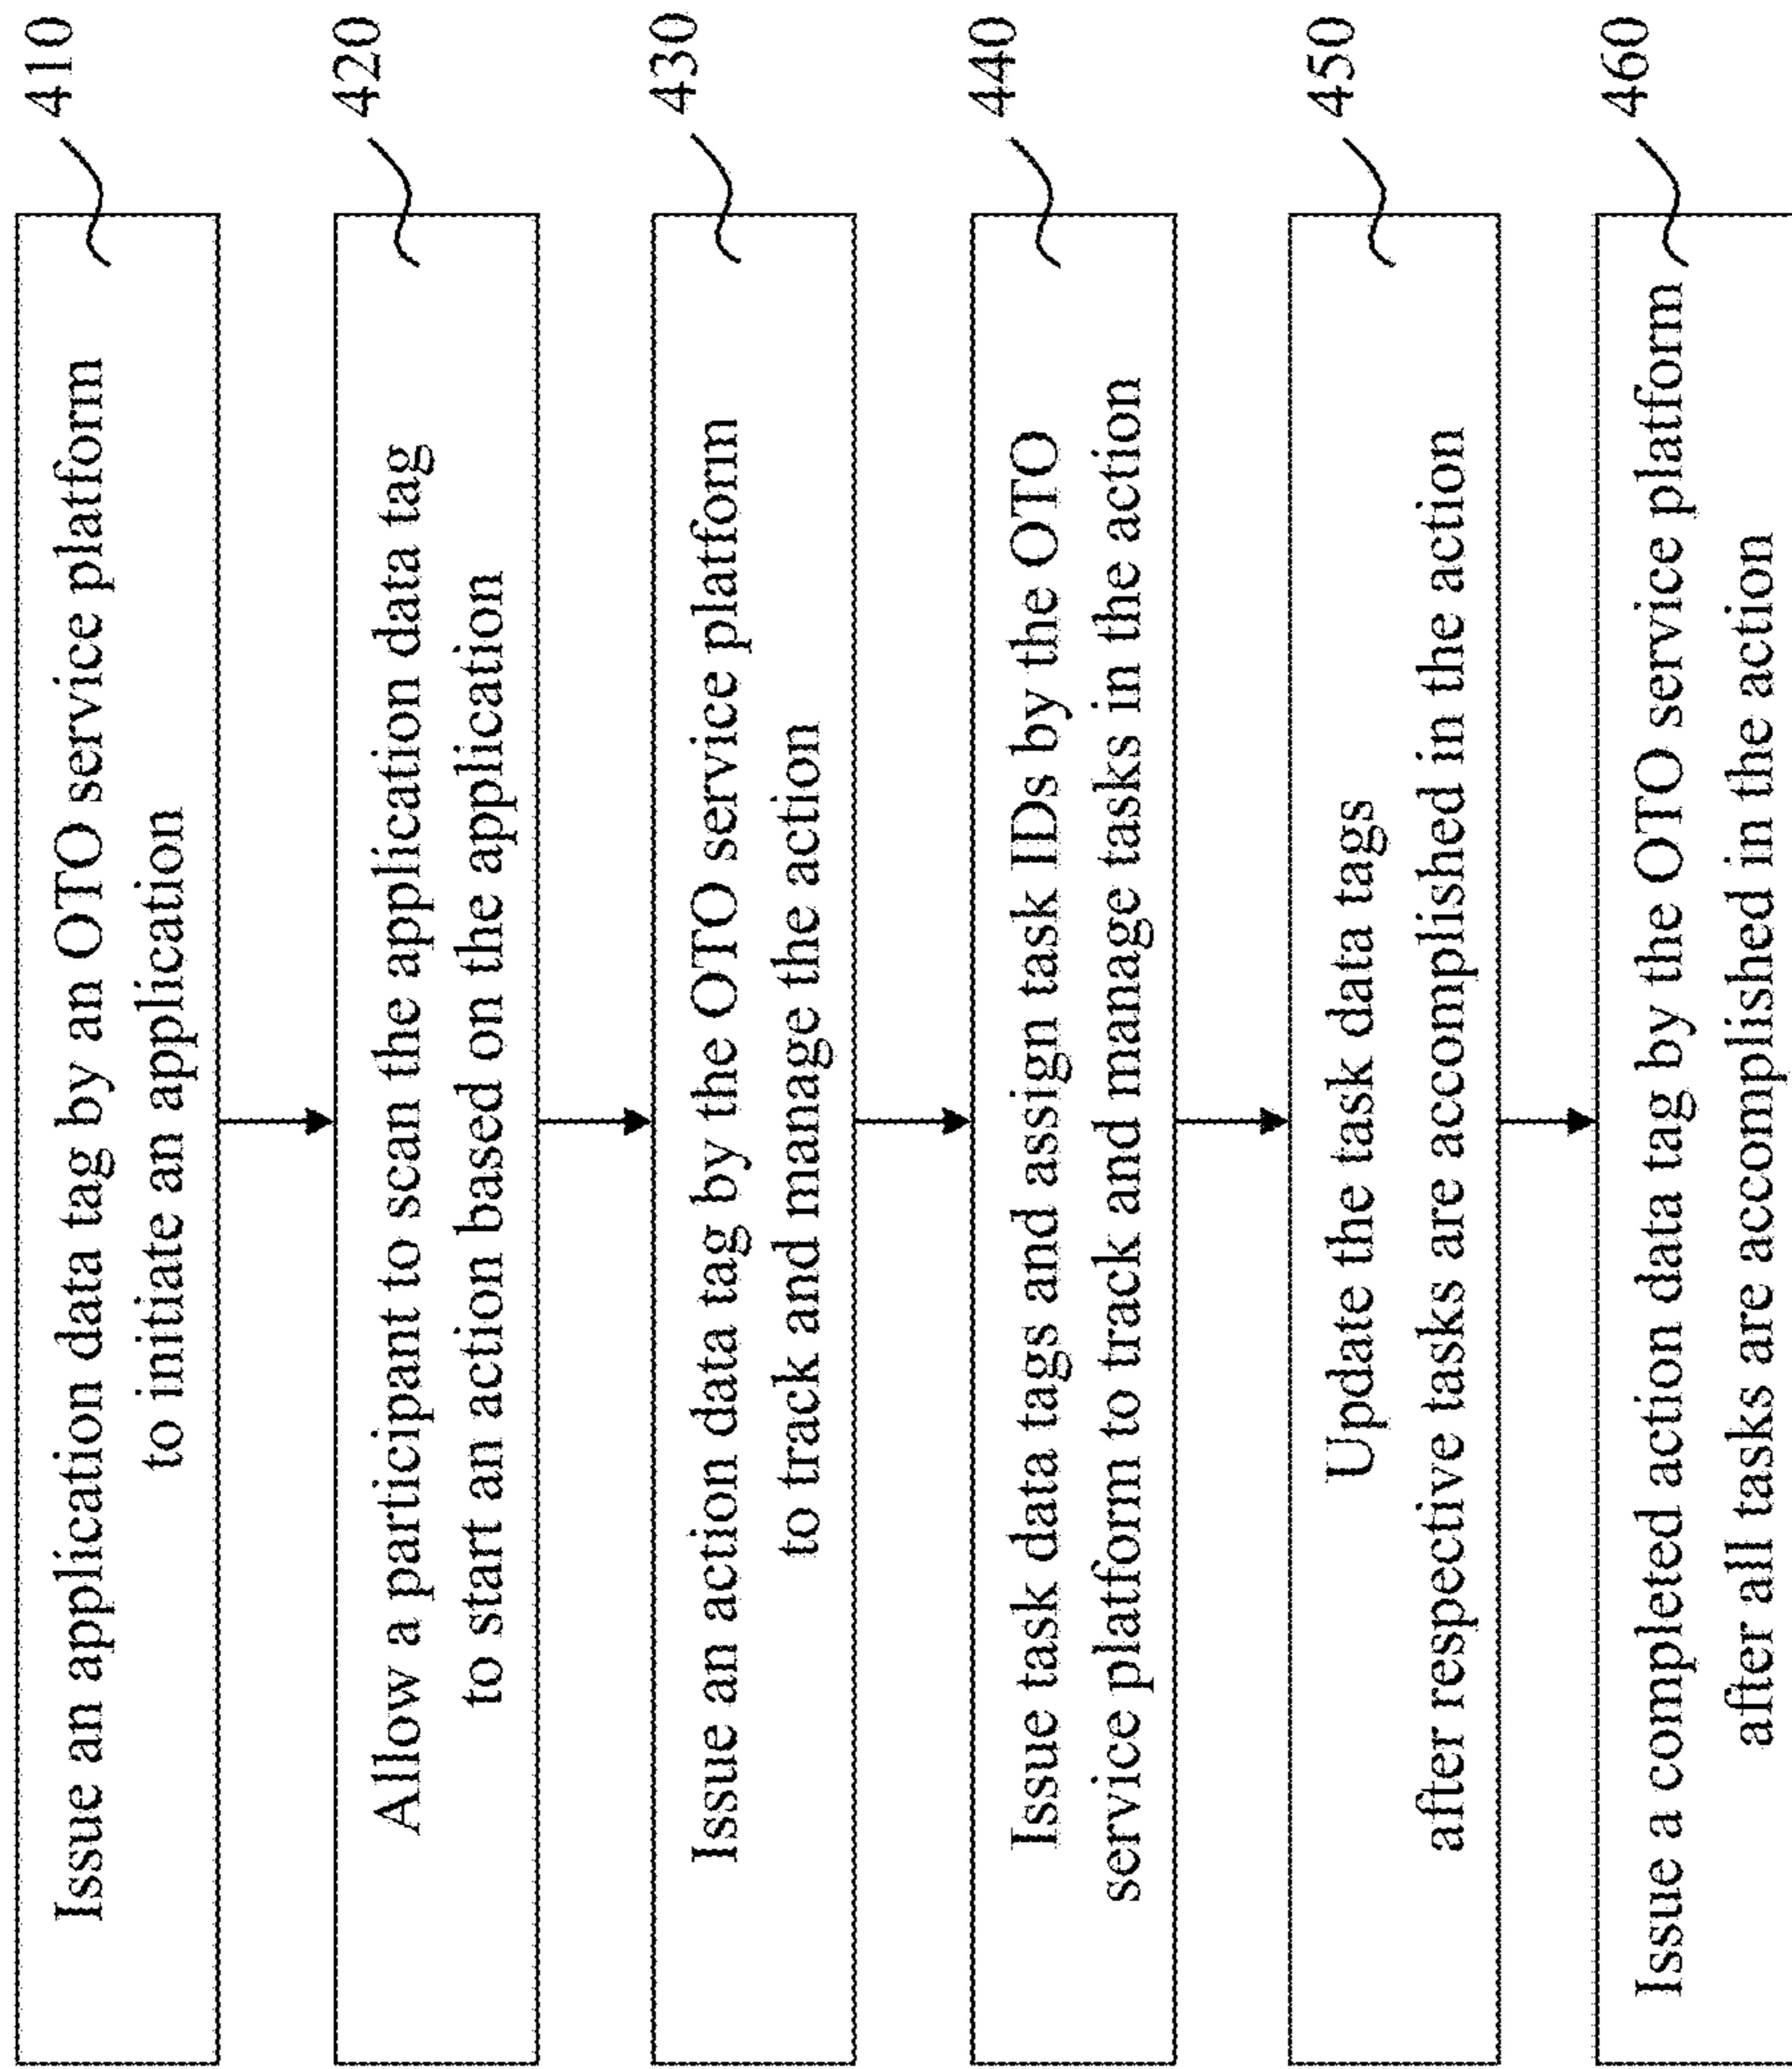 Issue an application data tag by an OTO service platform
to initiate an application
410
Allow a participant to scan the application data tag
to start an action based on the application
420
Issue an action data tag by the OTO service platform
to track and manage the action
430
Issue task data tags and assign task IDs by the OTO
service platform to track and manage tasks in the action
440
Update the task data tags
after respective tasks are accomplished in the action
450
Issue a completed action data tag by the OTO service platform
after all tasks are accomplished in the action
460